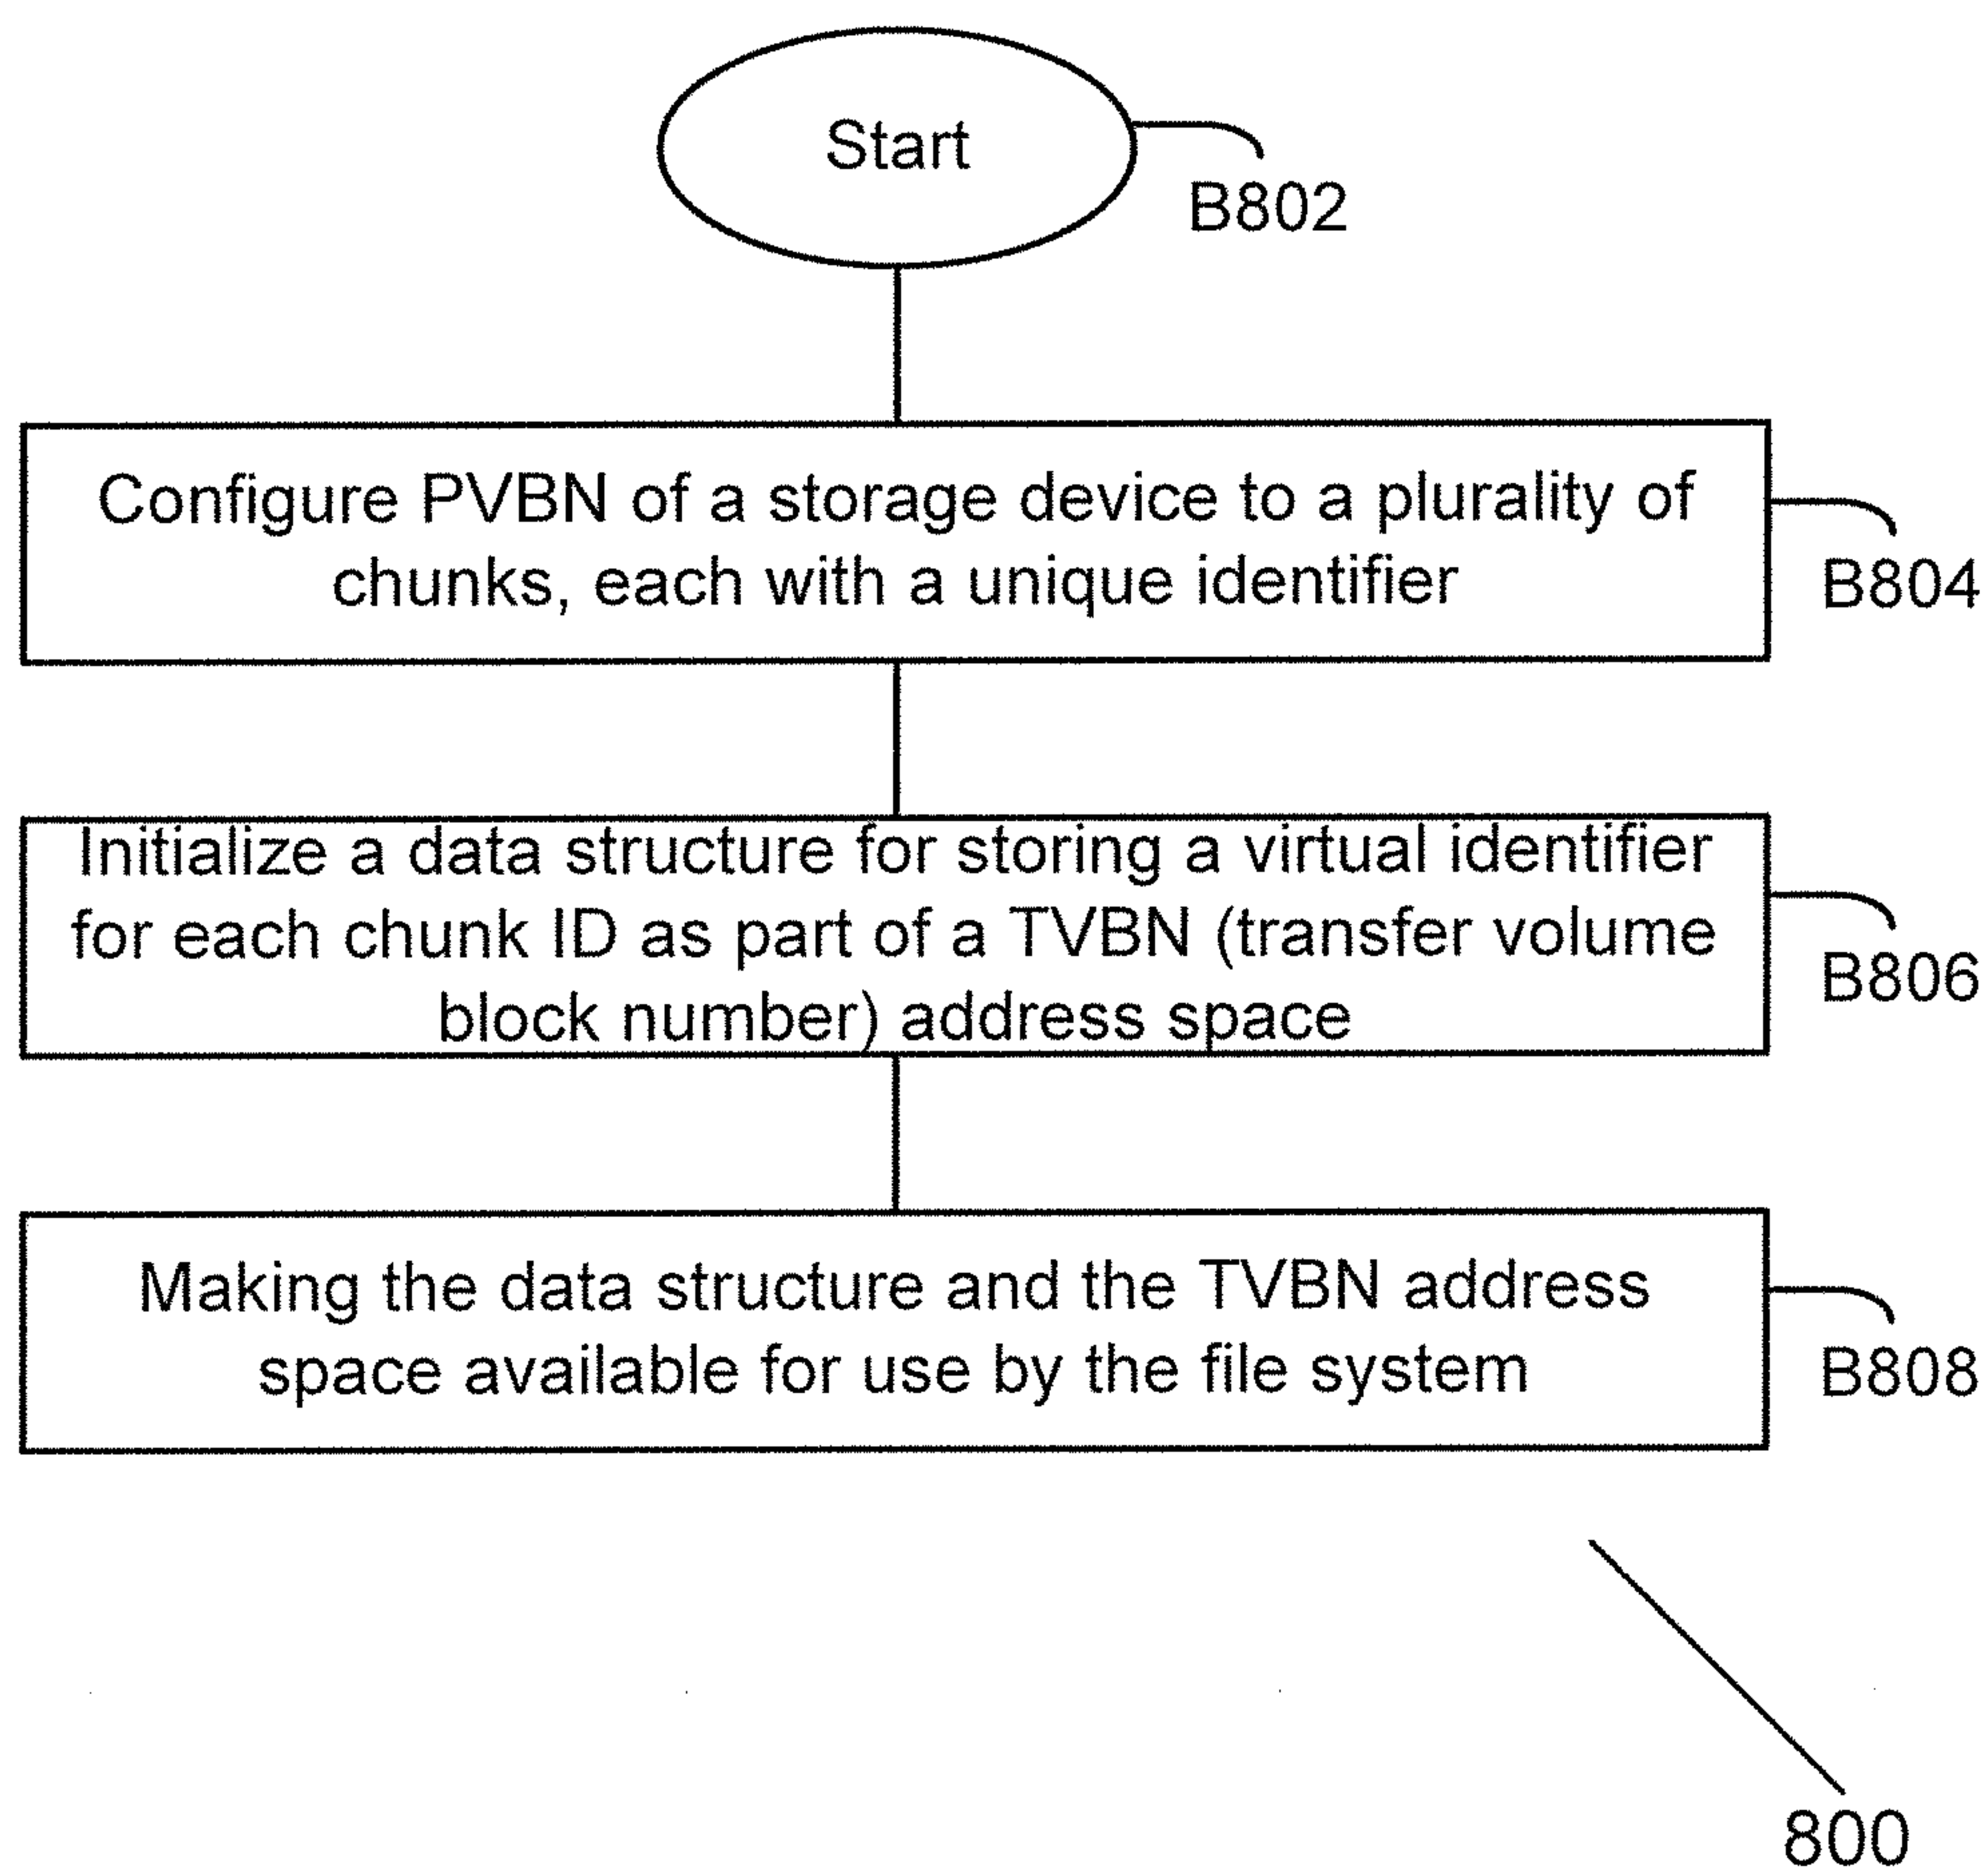 Start
B802
Configure PVBN of a storage device to a plurality of
chunks, each with a unique identifier
B804
Initialize a data structure for storing a virtual identifier
for each chunk ID as part of a TVBN (transfer volume
block number) address space
B806
Making the data structure and the TVBN address
space available for use by the file system
B808
800